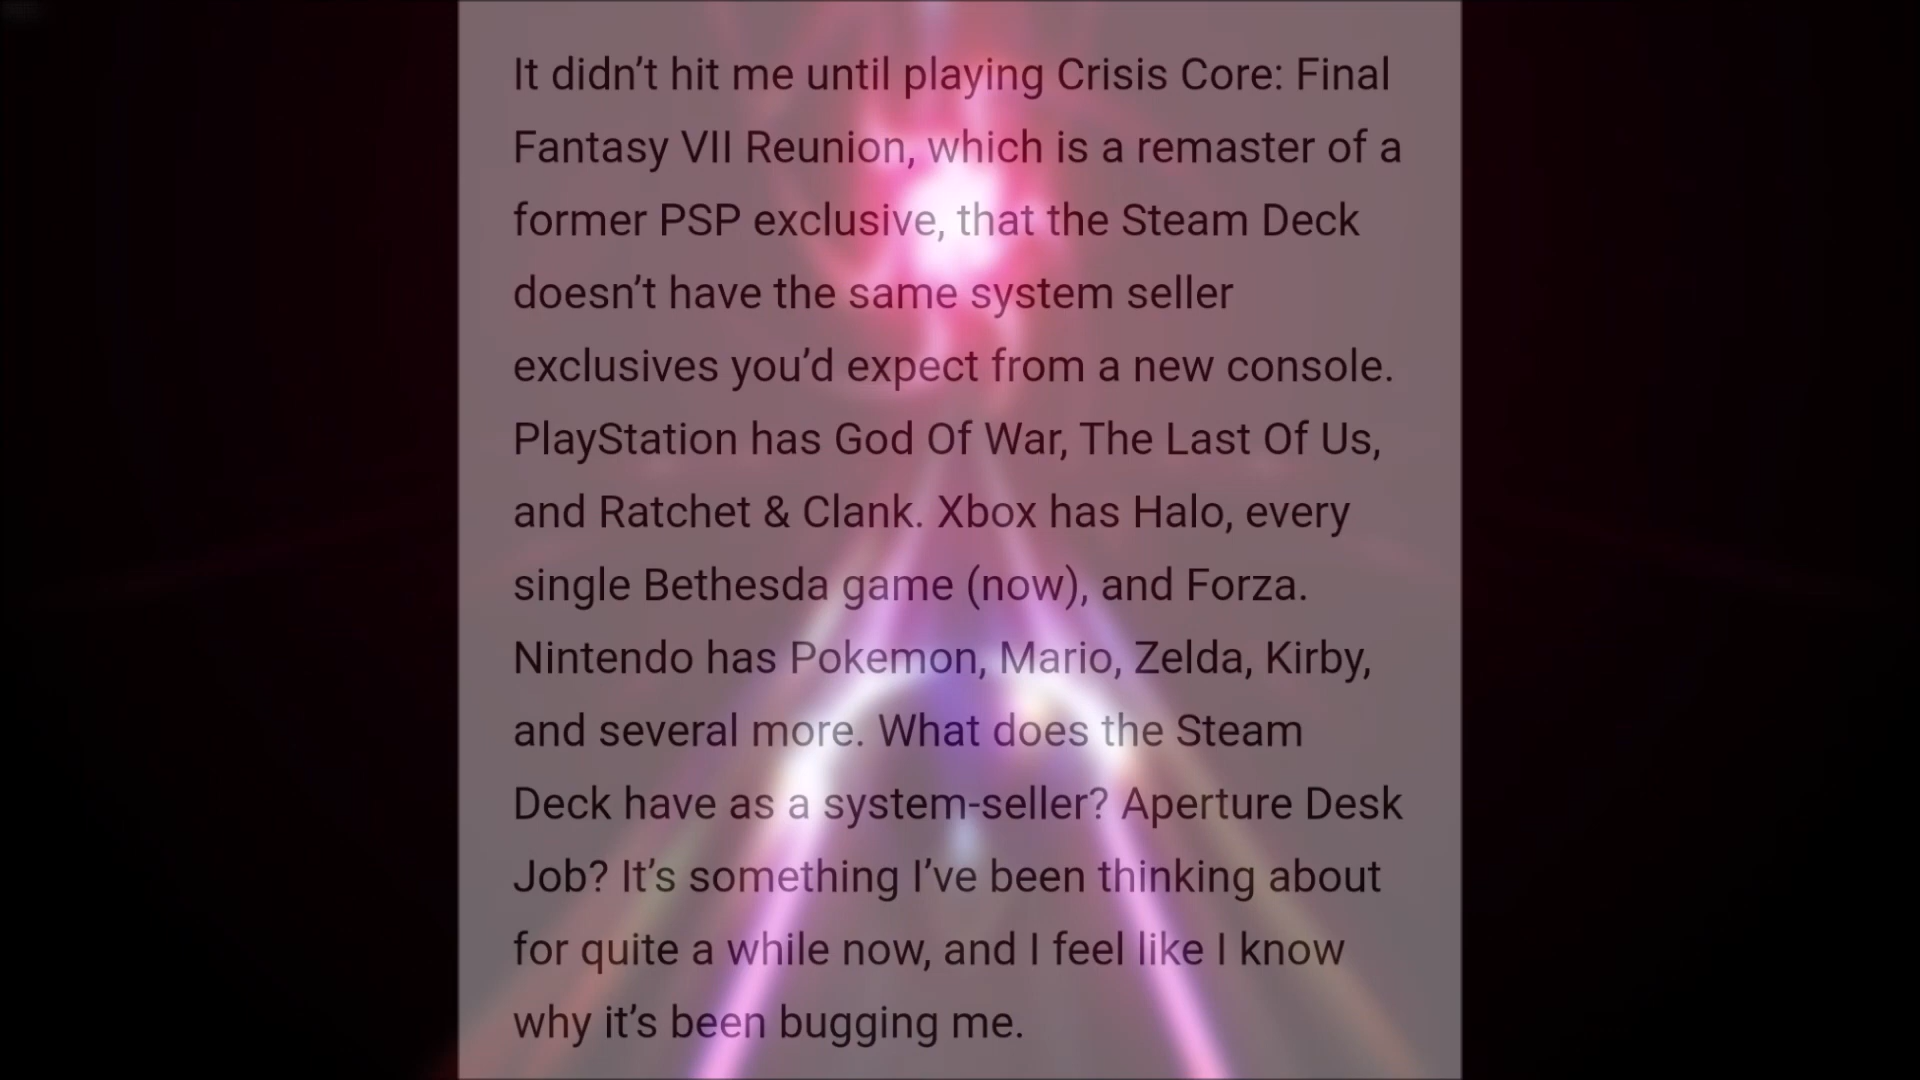 It didn’t hit me until playing Crisis Core: Final
Fantasy VII Reunion, which is a remaster of a
former PSP exclusive, that the Steam Deck
doesn’t have the same system seller
exclusives you’d expect from a new console.
PlayStation has God Of War, The Last Of Us,
and Ratchet & Clank. Xbox has Halo, every
single Bethesda game (now), and Forza.
Nintendo has Pokemon, Mario, Zelda, Kirby,
and several more. What does the Steam
Deck have as a system-seller? Aperture Desk
Job? It’s something I’ve been thinking about
for quite a while now, and I feel like I know
why it’s been bugging me.